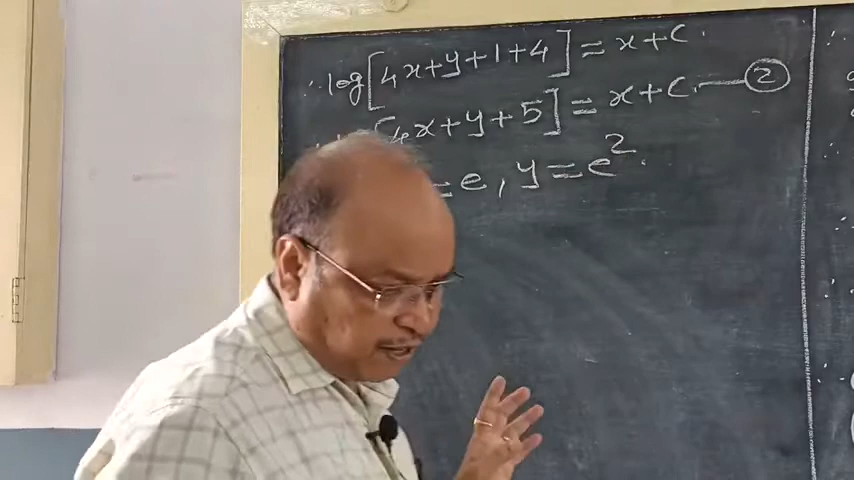 ∴ log[4x+y+1+4] = x+c.
[4x+y+5] = x+c. — ②
= e, y = e².